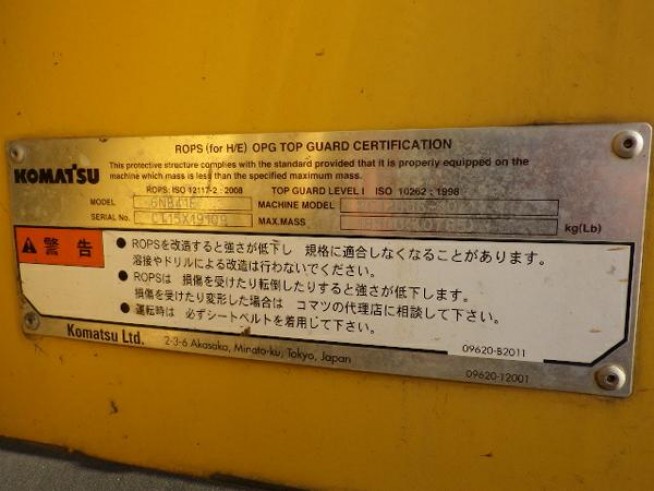 ROPS (for H/E) OPG TOP GUARD CERTIFICATION
KOMATSU
This protective structure complies with the standard provided that it is properly equipped on the
machine which mass is less than the specified maximum mass.
ROPS: ISO 12117-2 : 2008 TOP GUARD LEVEL I ISO 10262 : 1998
MODEL MACHINE MODEL
SERIAL No. MAX.MASS kg(Lb)
警告
● ROPSを改造すると強さが低下し 規格に適合しなくなることがあります。
溶接やドリルによる改造は行わないでください。
● ROPSは 損傷を受けたり転倒したりすると強さが低下します。
損傷を受けたり変形した場合は コマツの代理店に相談して下さい。
● 運転時は 必ずシートベルトを着用して下さい。
09620-B2011
Komatsu Ltd. 2-3-6 Akasaka, Minato-ku, Tokyo, Japan
09620-12001